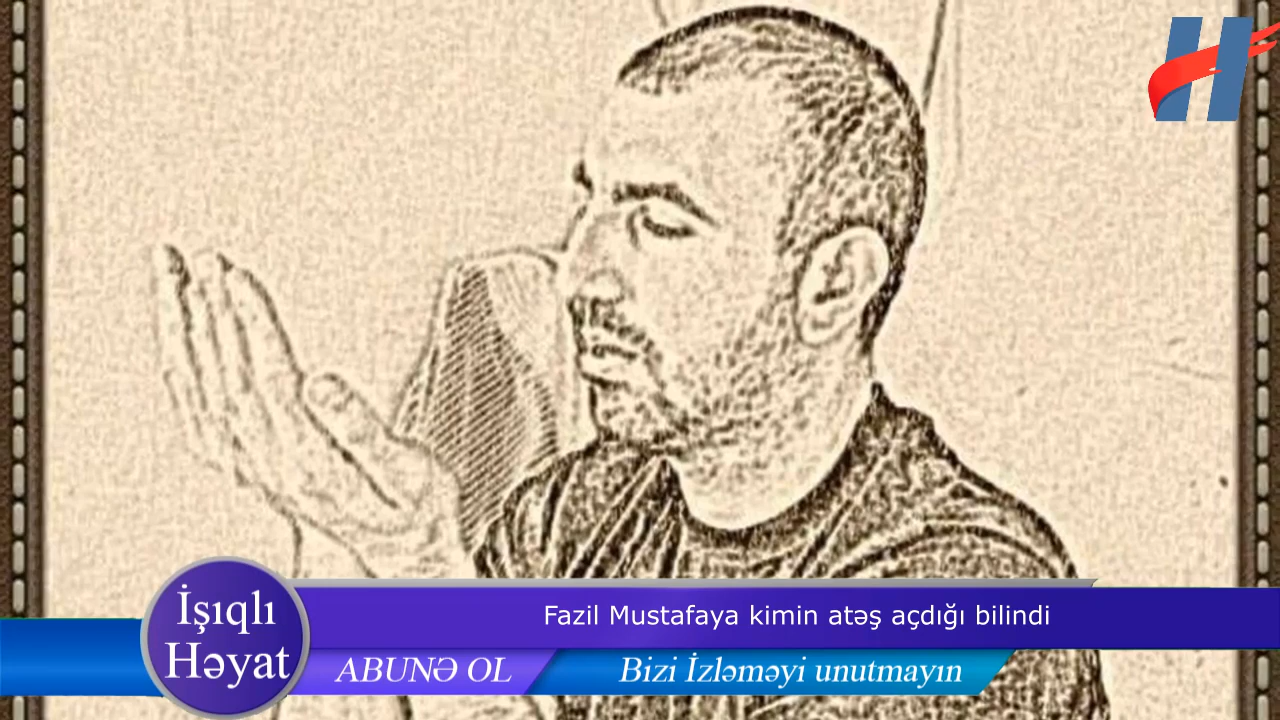 H
İşıqlı
Həyat
Fazil Mustafaya kimin atəş açdığı bilindi
ABUNƏ OL
Bizi İzləməyi unutmayın